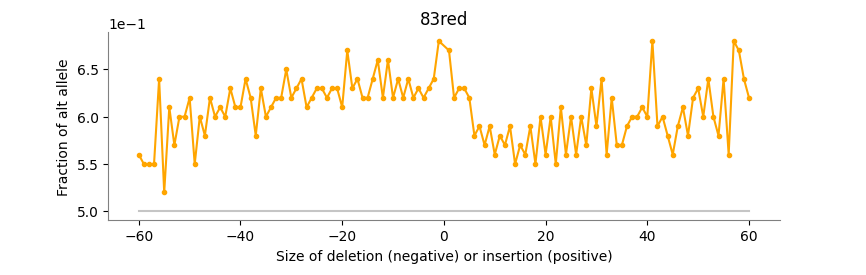 83red
1e−1
6.5
6.0
5.5
5.0
Fraction of alt allele
−60 −40 −20 0 20 40 60
Size of deletion (negative) or insertion (positive)